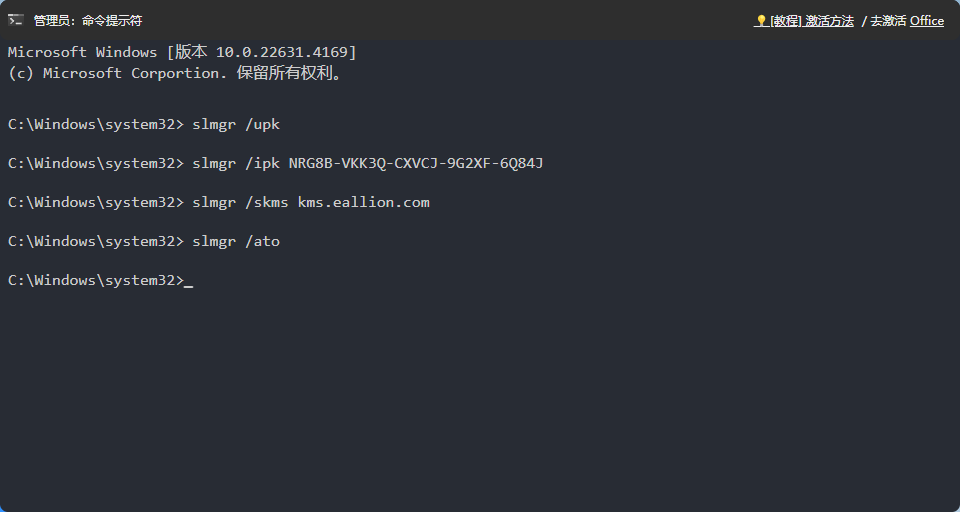 管理员：命令提示符
[教程] 激活方法 / 去激活 Office
Microsoft Windows [版本 10.0.22631.4169]
(c) Microsoft Corportion. 保留所有权利。
C:\Windows\system32> slmgr /upk
C:\Windows\system32> slmgr /ipk NRG8B-VKK3Q-CXVCJ-9G2XF-6Q84J
C:\Windows\system32> slmgr /skms kms.eallion.com
C:\Windows\system32> slmgr /ato
C:\Windows\system32>_